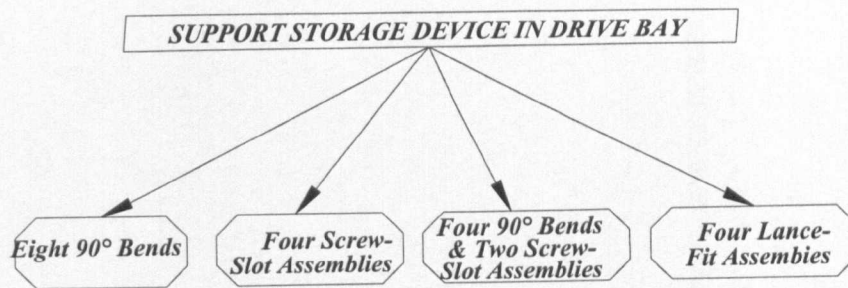 SUPPORT STORAGE DEVICE IN DRIVE BAY
Eight 90° Bends
Four Screw-
Slot Assemblies
Four 90° Bends
& Two Screw-
Slot Assemblies
Four Lance-
Fit Assembies